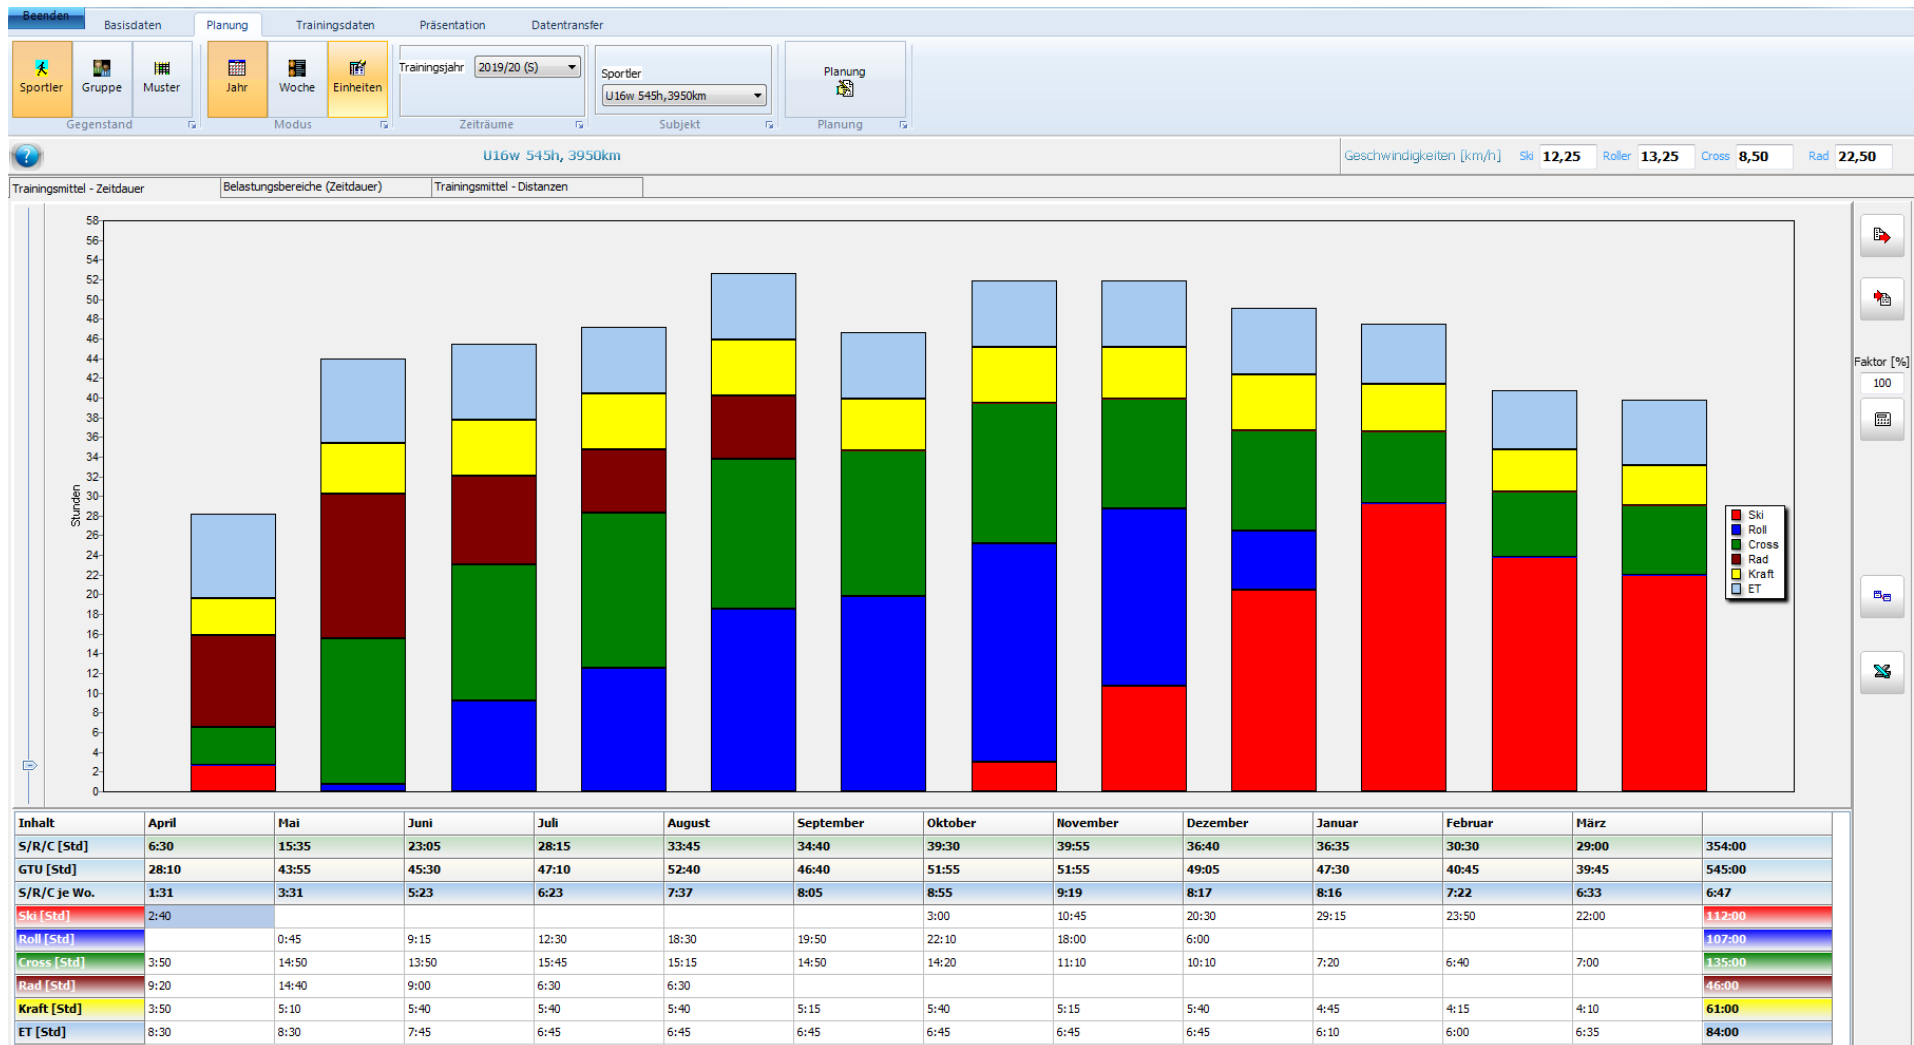 Beenden
Basisdaten Planung Trainingsdaten Präsentation Datentransfer
Sportler Gruppe Muster Jahr Woche Einheiten
Trainingsjahr 2019/20 (S)
Sportler
U16w 545h,3950km
Planung
Gegenstand Modus Zeiträume Subjekt Planung
? U16w 545h, 3950km Geschwindigkeiten [km/h] Ski 12,25 Roller 13,25 Cross 8,50 Rad 22,50
Trainingsmittel - Zeitdauer Belastungsbereiche (Zeitdauer) Trainingsmittel - Distanzen
58
56
54
52
50
48
46
44
42
40
38
36
34
32
30
28
26
24
22
20
18
16
14
12
10
8
6
4
2
0
Stunden
Ski
Roll
Cross
Rad
Kraft
ET
Faktor [%]
100
Inhalt April Mai Juni Juli August September Oktober November Dezember Januar Februar März
S/R/C [Std] 6:30 15:35 23:05 28:15 33:45 34:40 39:30 39:55 36:40 36:35 30:30 29:00 354:00
GTU [Std] 28:10 43:55 45:30 47:10 52:40 46:40 51:55 51:55 49:05 47:30 40:45 39:45 545:00
S/R/C je Wo. 1:31 3:31 5:23 6:23 7:37 8:05 8:55 9:19 8:17 8:16 7:22 6:33 6:47
Ski [Std] 2:40 3:00 10:45 20:30 29:15 23:50 22:00 112:00
Roll [Std] 0:45 9:15 12:30 18:30 19:50 22:10 18:00 6:00 107:00
Cross [Std] 3:50 14:50 13:50 15:45 15:15 14:50 14:20 11:10 10:10 7:20 6:40 7:00 135:00
Rad [Std] 9:20 14:40 9:00 6:30 6:30 46:00
Kraft [Std] 3:50 5:10 5:40 5:40 5:40 5:15 5:40 5:15 5:40 4:45 4:15 4:10 61:00
ET [Std] 8:30 8:30 7:45 6:45 6:45 6:45 6:45 6:45 6:45 6:10 6:00 6:35 84:00